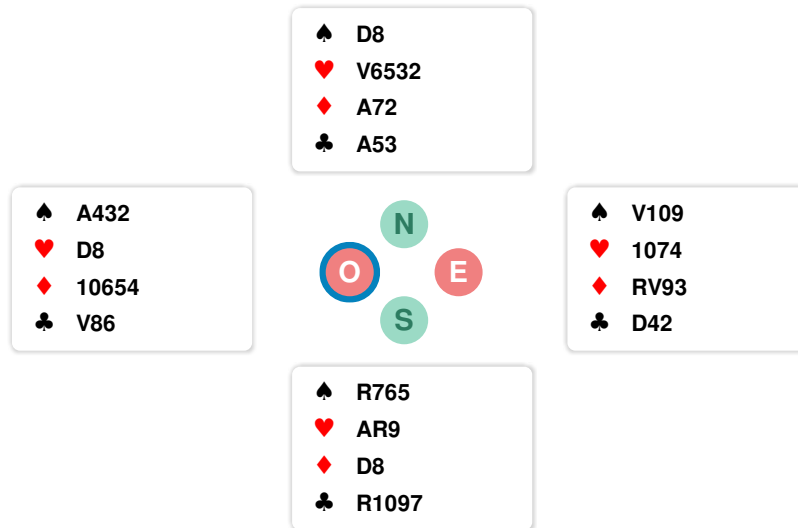 ♠ D8
♥ V6532
♦ A72
♣ A53
♠ A432
♥ D8
♦ 10654
♣ V86
N
O E
S
♠ V109
♥ 1074
♦ RV93
♣ D42
♠ R765
♥ AR9
♦ D8
♣ R1097